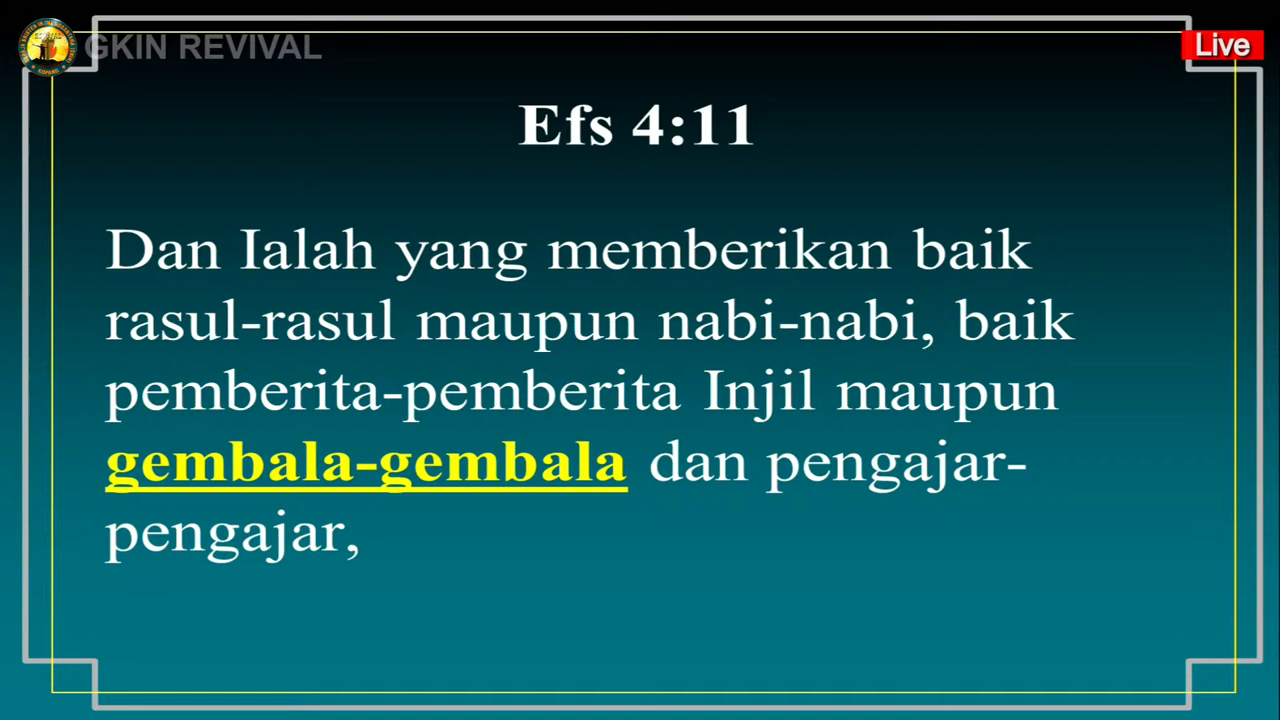 GKIN REVIVAL
Live
Efs 4:11
Dan Ialah yang memberikan baik
rasul-rasul maupun nabi-nabi, baik
pemberita-pemberita Injil maupun
gembala-gembala dan pengajar-
pengajar,